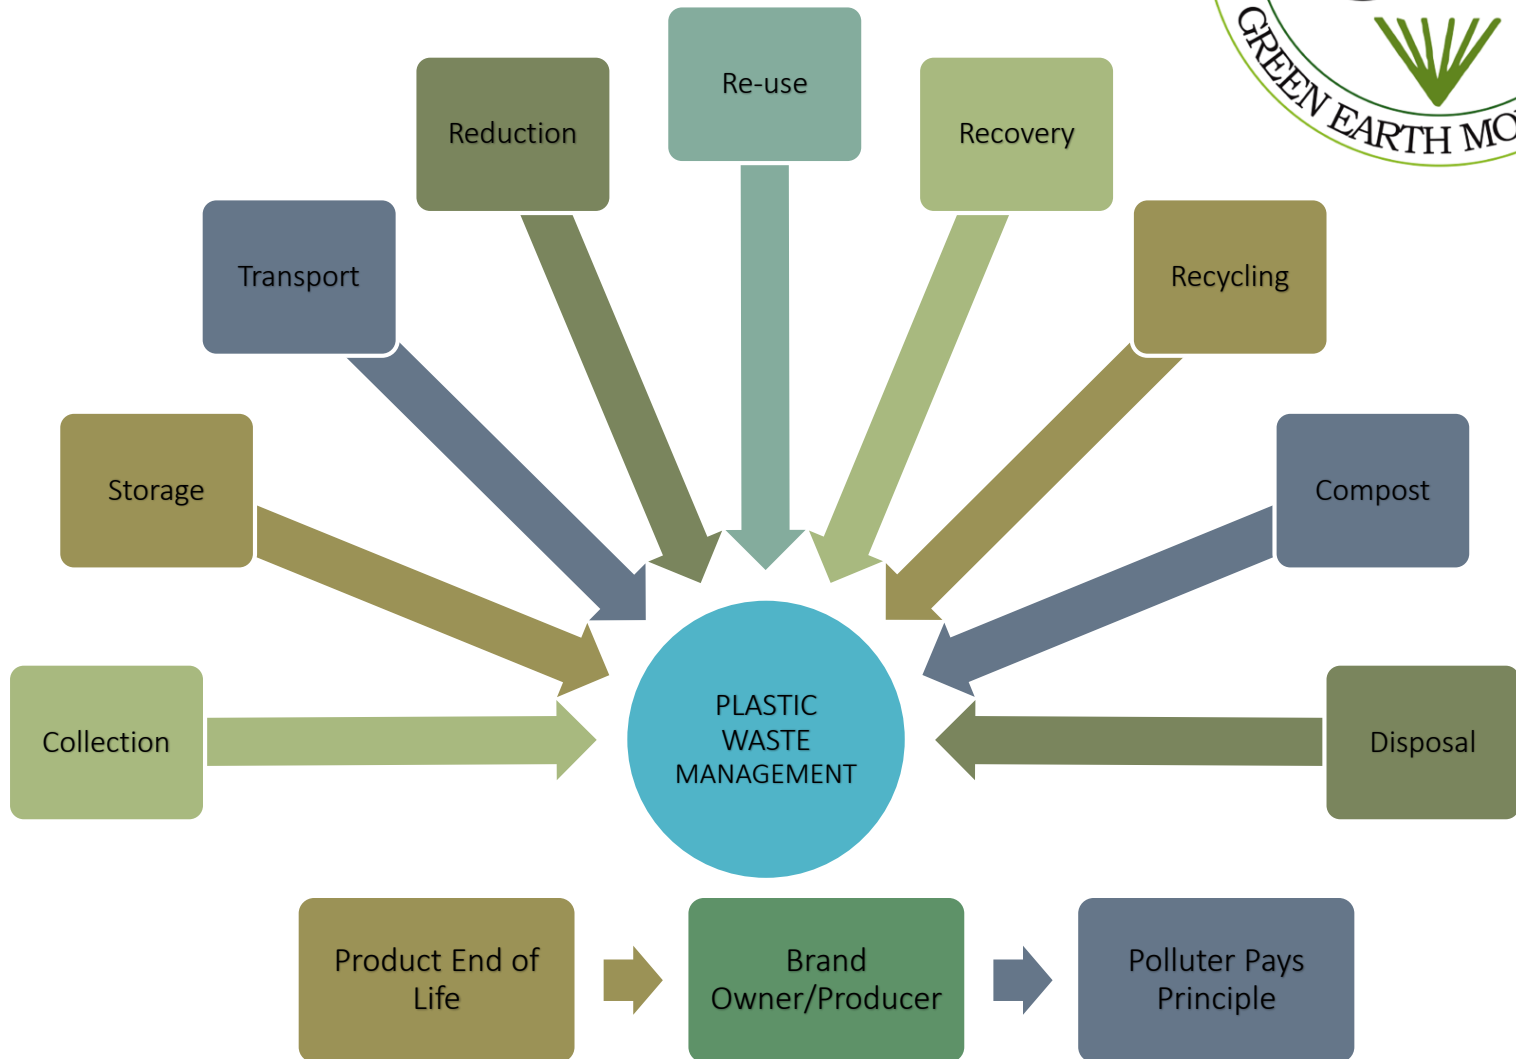 Re-use
GREEN EARTH
Reduction
Recovery
Transport
Recycling
Storage
Compost
PLASTIC
WASTE
MANAGEMENT
Collection
Disposal
Product End of
Life
Brand
Owner/Producer
Polluter Pays
Principle